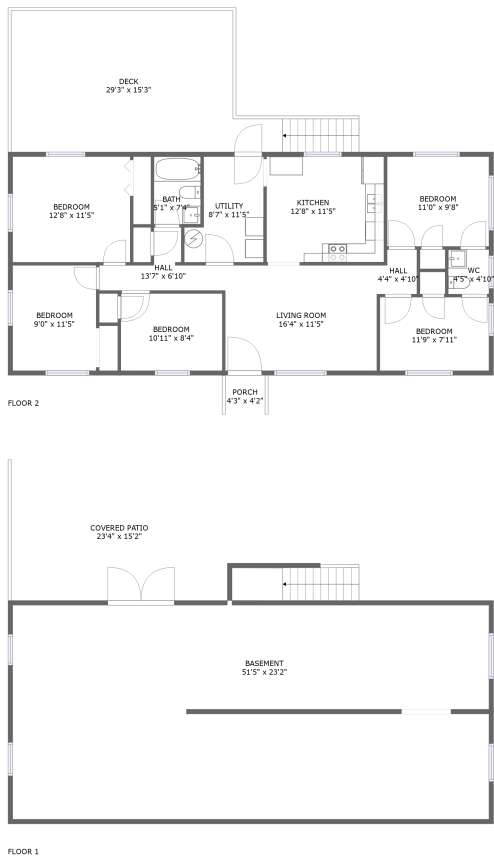 DECK
29'3" x 15'3"
BEDROOM
12'8" x 11'5"
BATH
5'1" x 7'4"
UTILITY
8'7" x 11'5"
KITCHEN
12'8" x 11'5"
BEDROOM
11'0" x 9'8"
HALL
13'7" x 6'10"
HALL
4'4" x 4'10"
WC
4'5" x 4'10"
BEDROOM
9'0" x 11'5"
BEDROOM
10'11" x 8'4"
LIVING ROOM
16'4" x 11'5"
BEDROOM
11'9" x 7'11"
PORCH
4'3" x 4'2"
FLOOR 2
COVERED PATIO
23'4" x 15'2"
BASEMENT
51'5" x 23'2"
FLOOR 1